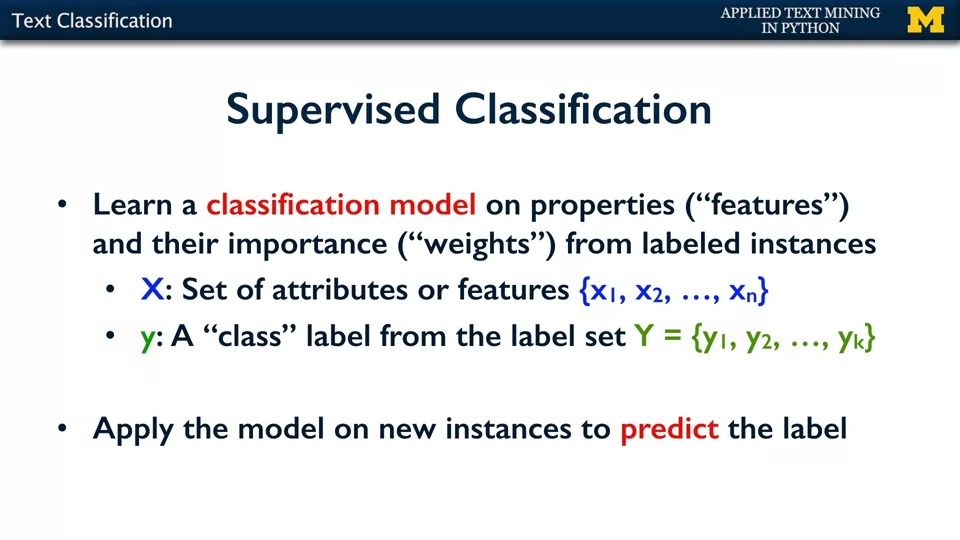 Text Classification
APPLIED TEXT MINING
IN PYTHON
M
Supervised Classification
• Learn a classification model on properties (“features”)
and their importance (“weights”) from labeled instances
• X: Set of attributes or features {x₁, x₂, …, xₙ}
• y: A “class” label from the label set Y = {y₁, y₂, …, yₖ}
• Apply the model on new instances to predict the label